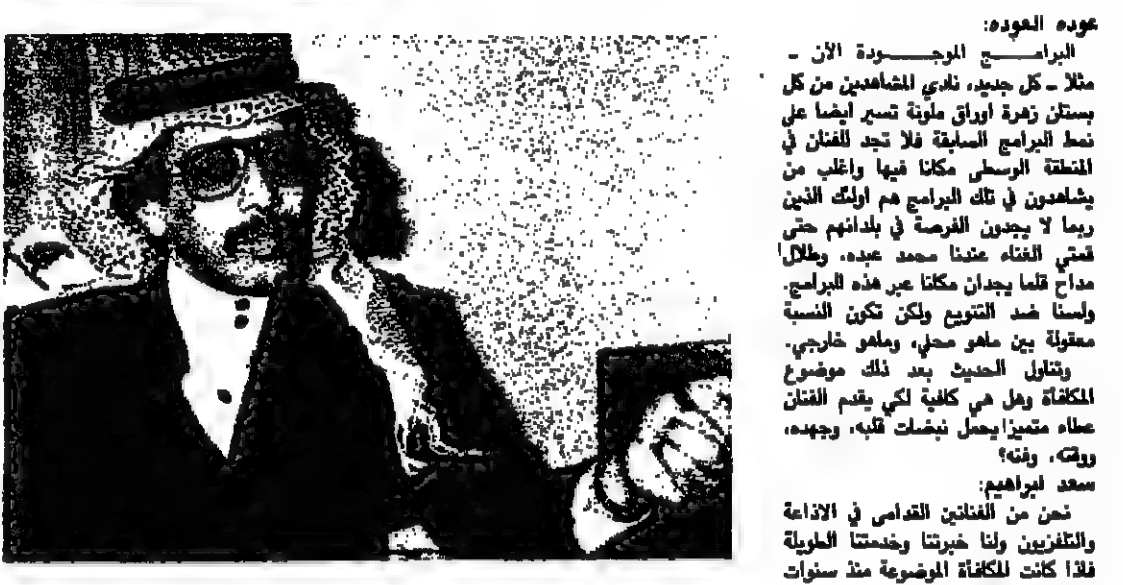 عوده العوده:
البرامـــج الموجـــــودة الآن ـ
مثلا ـ كل جديد، نادي المشاهدين من كل
بستان زهرة اوراق ملونة تسير ايضا على
نمط البرامج السابقة فلا تجد للفنان في
المنطقة الوسطى مكانا فيها واغلب من
يشاهدون في تلك البرامج هم اولئك الذين
ربما لا يجدون الفرصة في بلدانهم حتى
قمتي الغناء عندنا محمد عبده، وطلال
مداح قلما يجدان مكانا عبر هذه البرامج.
ولسنا ضد التنويع ولكن تكون النسبة
معقولة بين ماهو محلي، وماهو خارجي.
وتناول الحديث بعد ذلك موضوع
المكافأة وهل هي كافية لكي يقدم الفنان
عطاء متميزا يحمل نبضات قلبه، وجهده،
ووقته، وفنه؟
سعد ابراهيم:
نحن من الفنانين القدامى في الاذاعة
والتلفزيون ولنا خبرتنا وخدمتنا الطويلة
فاذا كانت المكافأة الموضوعة منذ سنوات